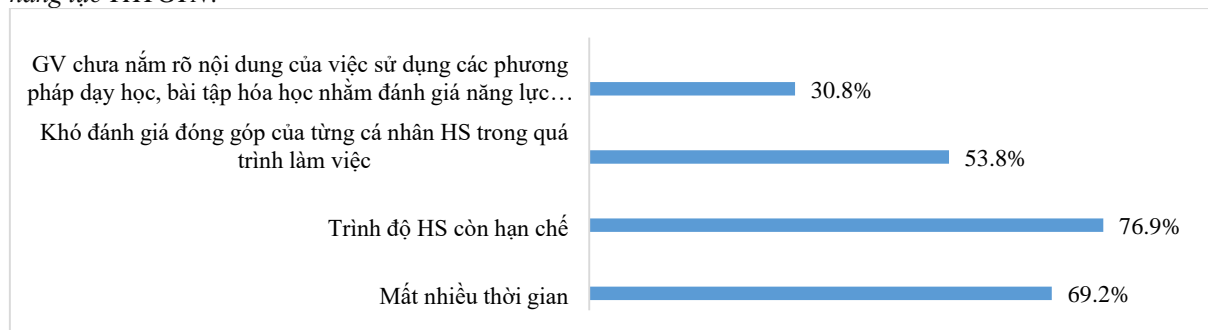 GV chưa nắm rõ nội dung của việc sử dụng các phương
pháp dạy học, bài tập hóa học nhằm đánh giá năng lực…
30.8%
Khó đánh giá đóng góp của từng cá nhân HS trong quá
trình làm việc
53.8%
Trình độ HS còn hạn chế
76.9%
Mất nhiều thời gian
69.2%